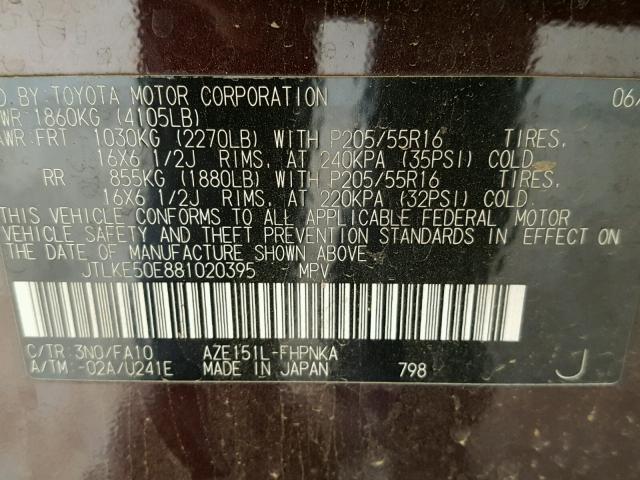 D BY TOYOTA MOTOR CORPORATION 06/
WR 1860KG (4105LB)
AWR:FRT 1030KG (2270LB) WITH P205/55R16 TIRES,
16X6 1/2J RIMS, AT 240KPA (35PSI) COLD.
RR 855KG (1880LB) WITH P205/55R16 TIRES,
16X6 1/2J RIMS, AT 220KPA (32PSI) COLD.
THIS VEHICLE CONFORMS TO ALL APPLICABLE FEDERAL MOTOR
VEHICLE SAFETY AND THEFT PREVENTION STANDARDS IN EFFECT ON
THE DATE OF MANUFACTURE SHOWN ABOVE.
JTLKE50E881020395 MPV
C/TR: 3N0/FA10 AZE151L-FHPNKA
A/TM: -02A/U241E MADE IN JAPAN 798 J